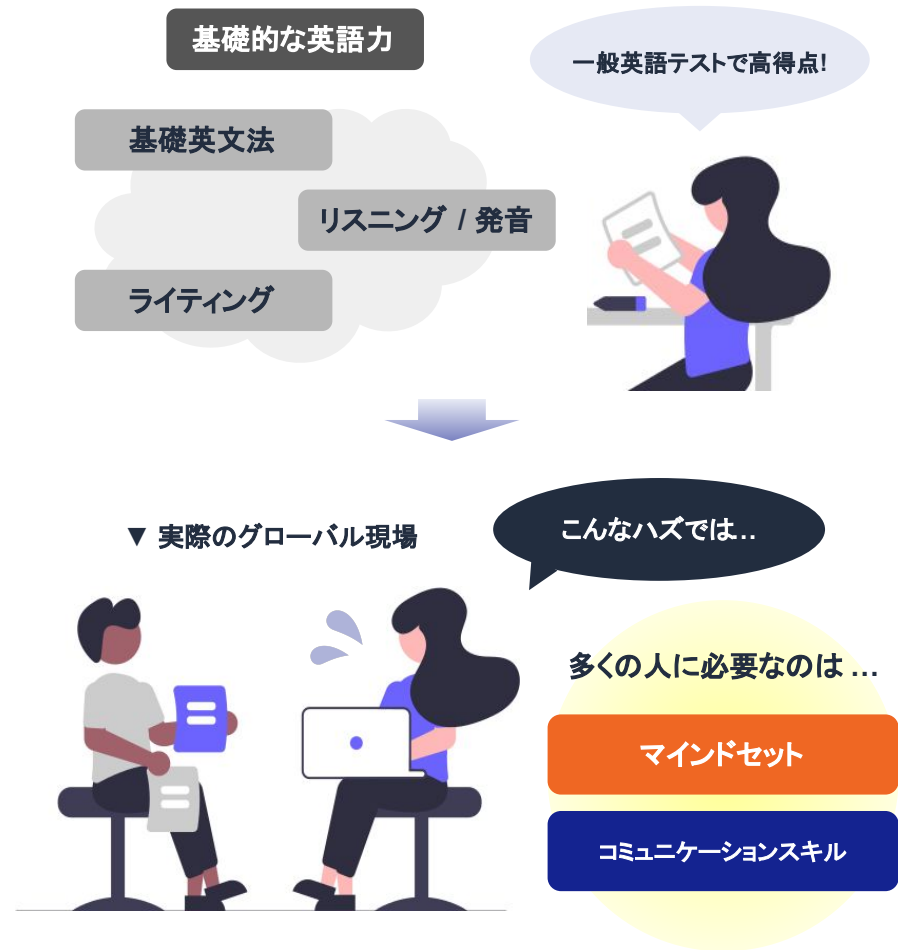 基礎的な英語力
一般英語テストで高得点!
基礎英文法
リスニング / 発音
ライティング
▼ 実際のグローバル現場
こんなハズでは…
多くの人に必要なのは …
マインドセット
コミュニケーションスキル